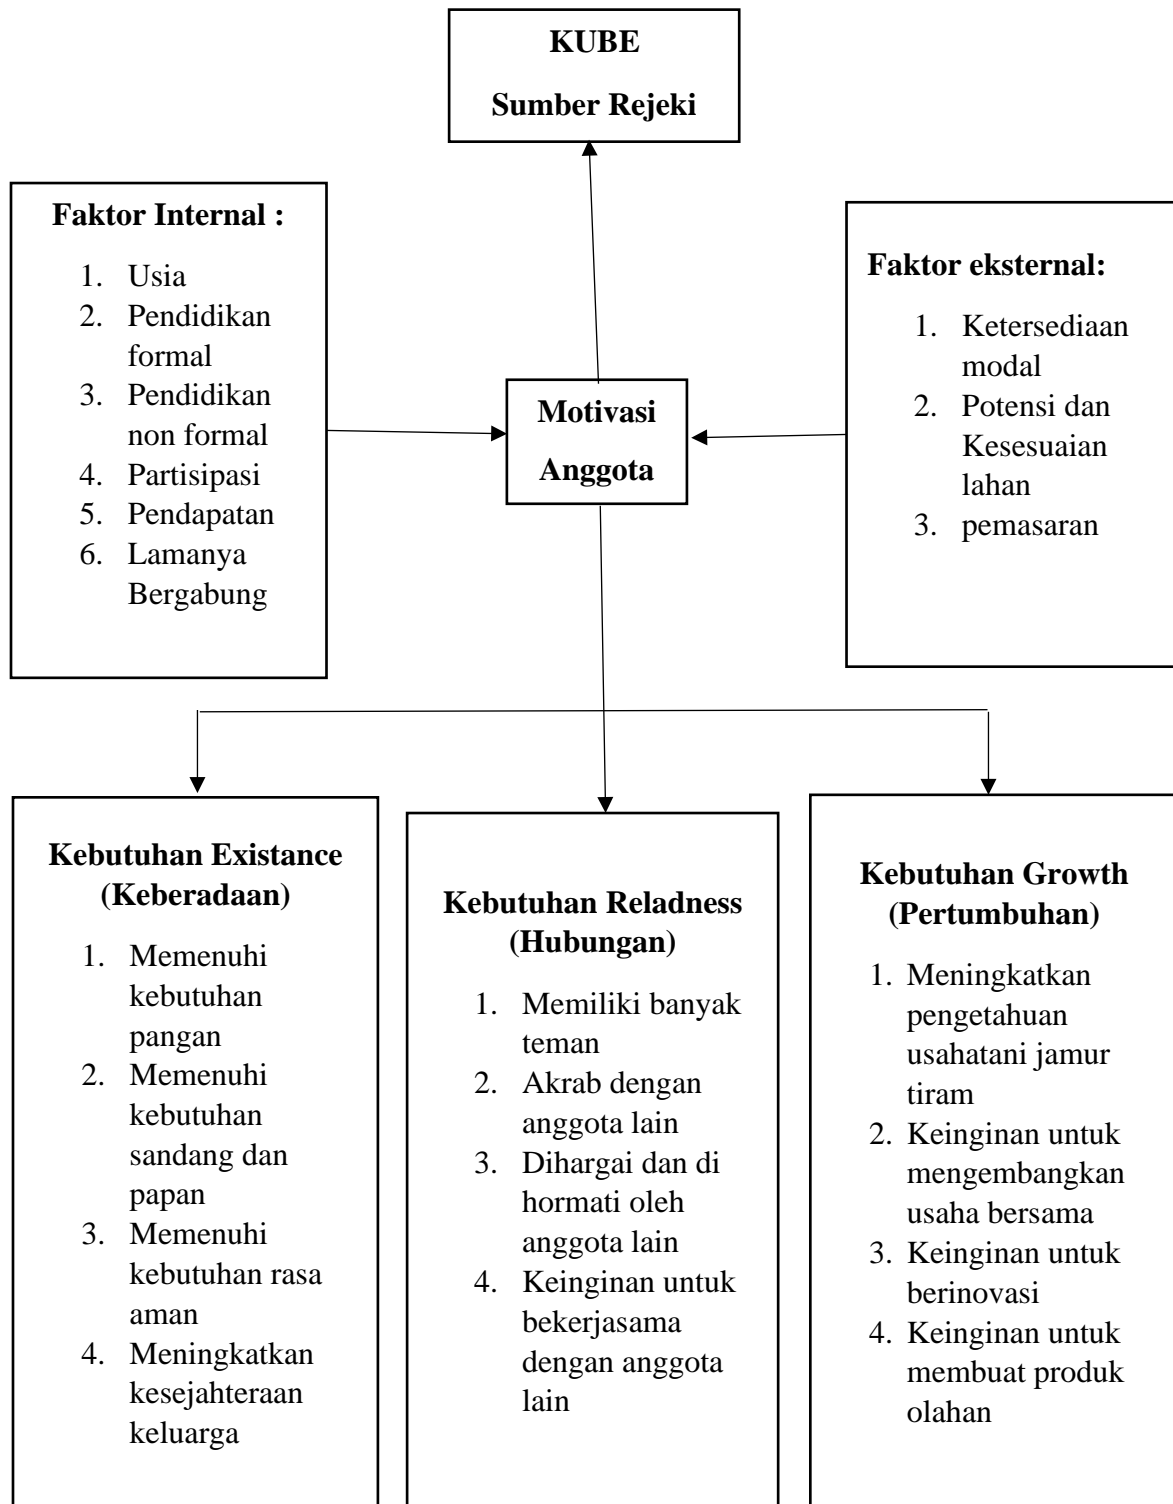 KUBE
Sumber Rejeki
Faktor Internal :
1. Usia
2. Pendidikan
formal
3. Pendidikan
non formal
4. Partisipasi
5. Pendapatan
6. Lamanya
Bergabung
Motivasi
Anggota
Faktor eksternal:
1. Ketersediaan
modal
2. Potensi dan
Kesesuaian
lahan
3. pemasaran
Kebutuhan Existance
(Keberadaan)
1. Memenuhi
kebutuhan
pangan
2. Memenuhi
kebutuhan
sandang dan
papan
3. Memenuhi
kebutuhan rasa
aman
4. Meningkatkan
kesejahteraan
keluarga
Kebutuhan Reladness
(Hubungan)
1. Memiliki banyak
teman
2. Akrab dengan
anggota lain
3. Dihargai dan di
hormati oleh
anggota lain
4. Keinginan untuk
bekerjasama
dengan anggota
lain
Kebutuhan Growth
(Pertumbuhan)
1. Meningkatkan
pengetahuan
usahatani jamur
tiram
2. Keinginan untuk
mengembangkan
usaha bersama
3. Keinginan untuk
berinovasi
4. Keinginan untuk
membuat produk
olahan